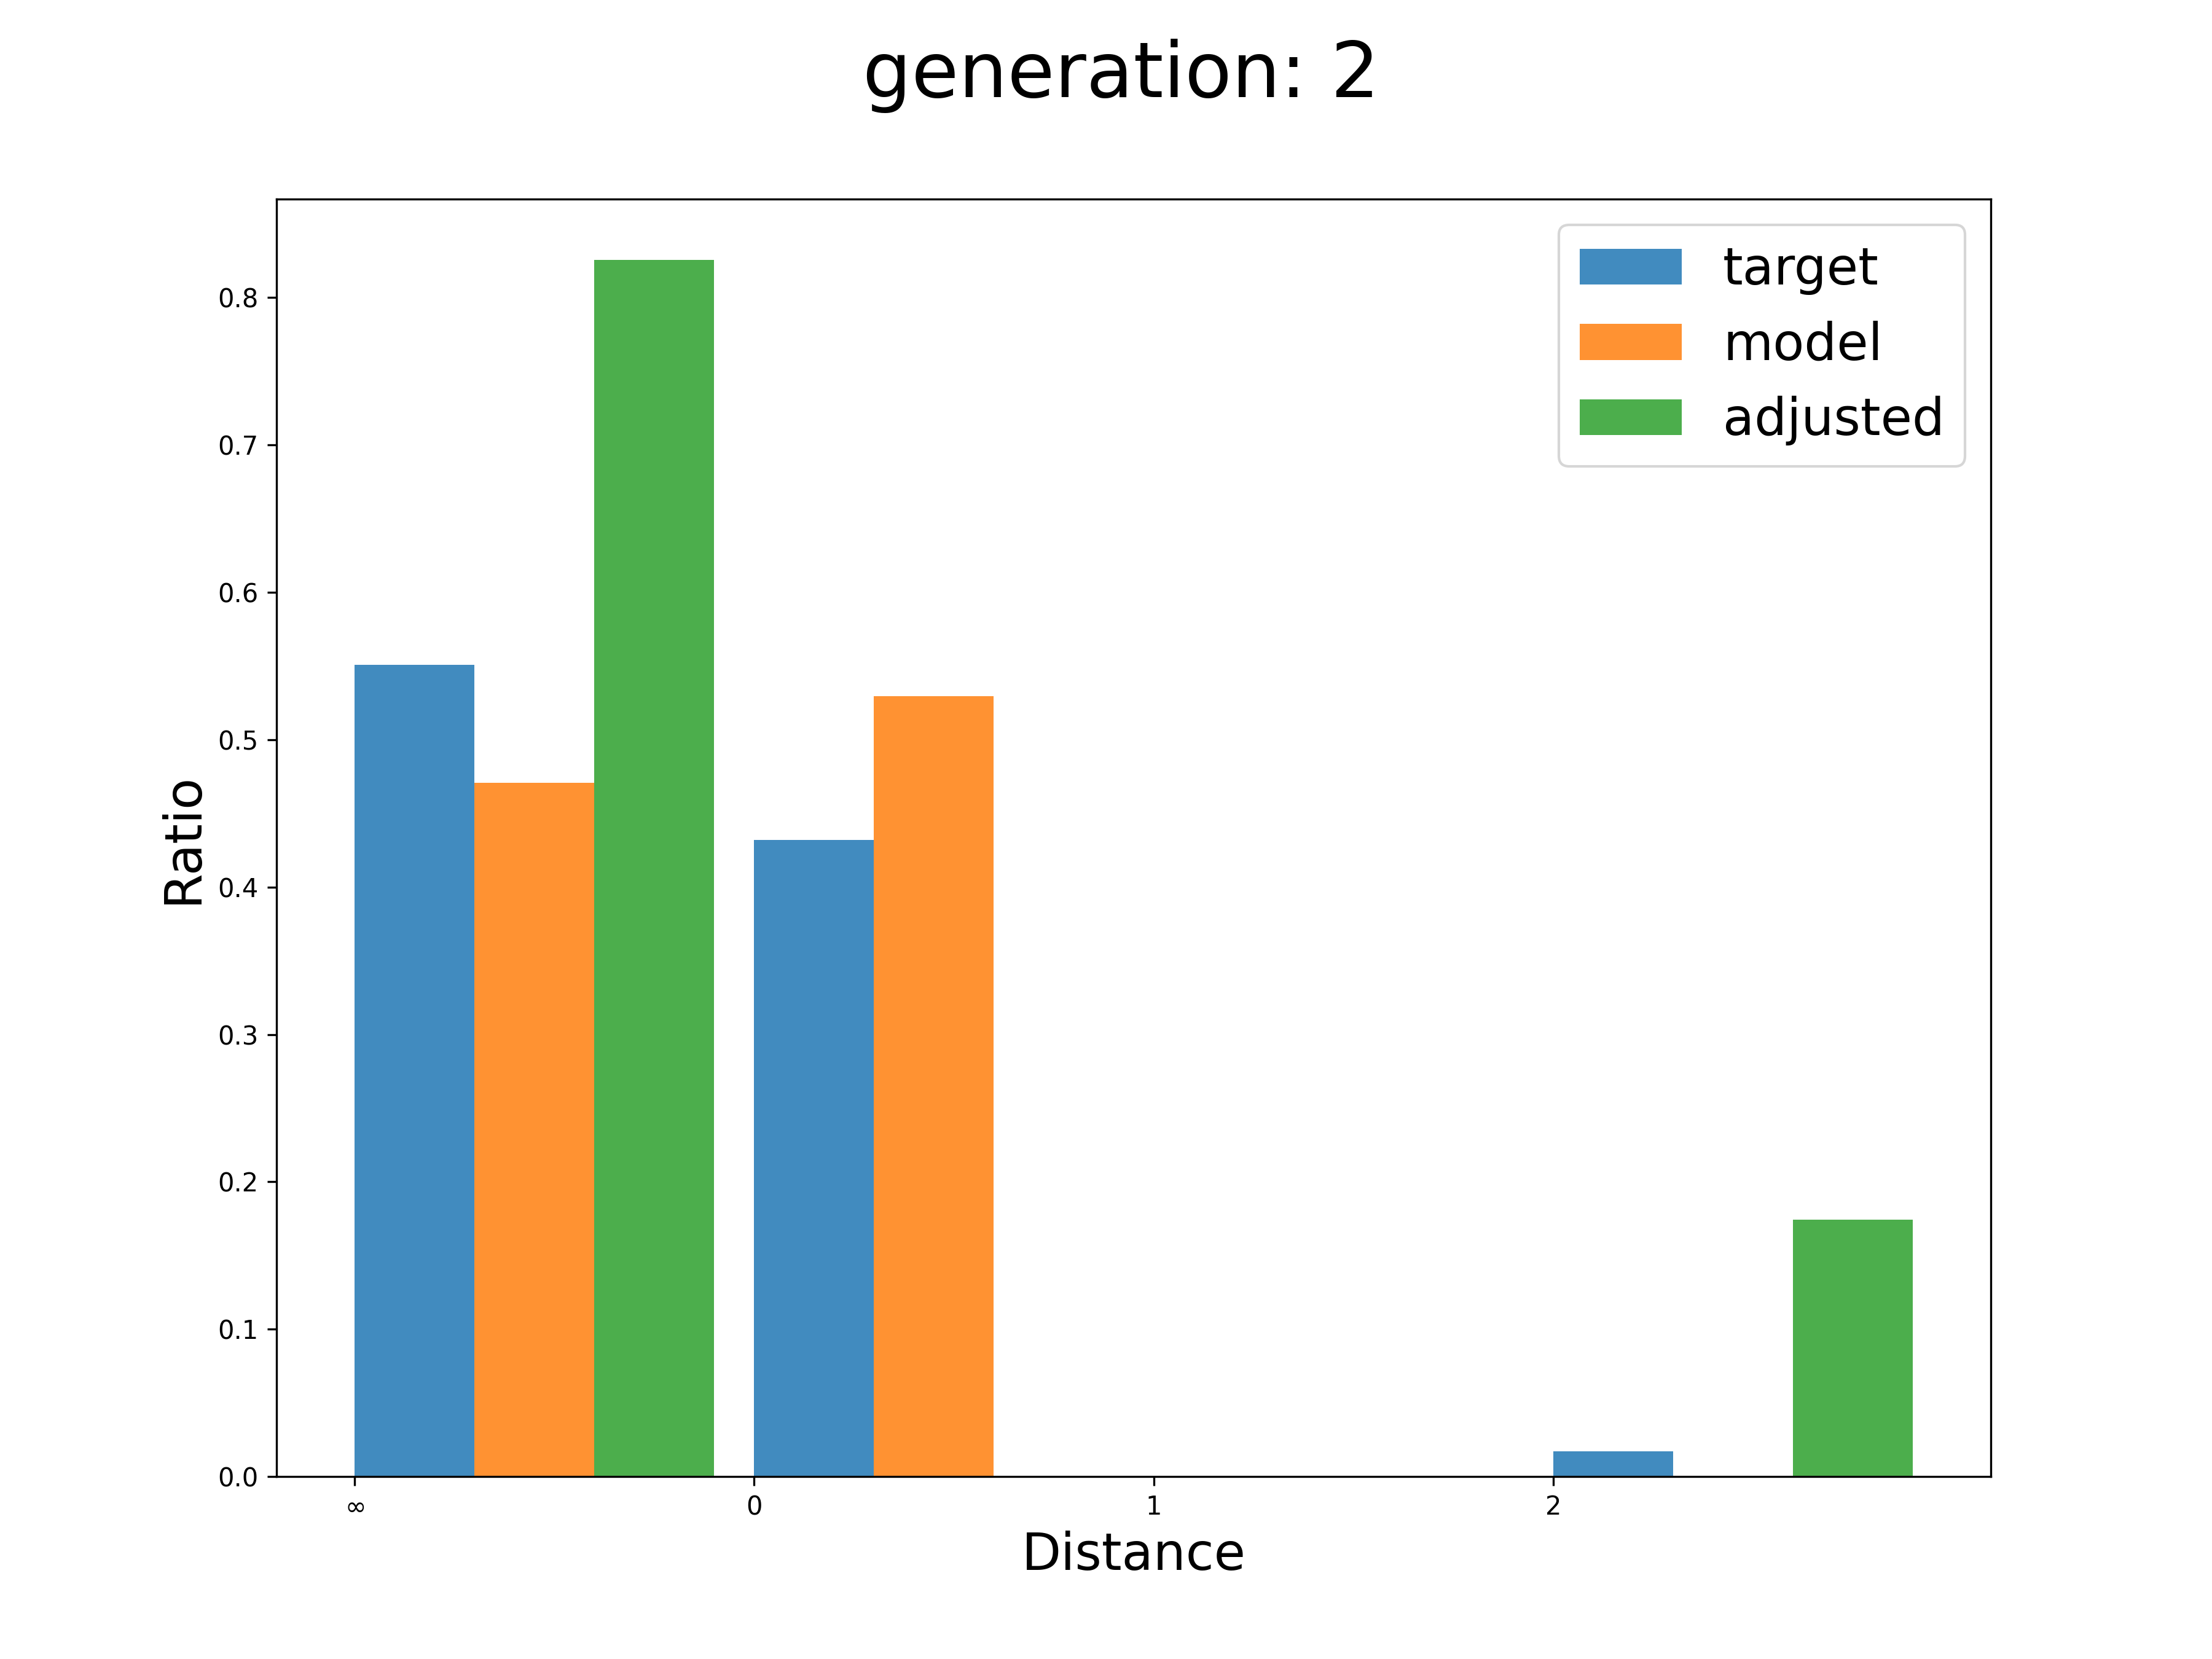 generation: 2
target
model
adjusted
0.8
0.7
0.6
0.5
0.4
0.3
0.2
0.1
0.0
Ratio
∞ 0 1 2
Distance